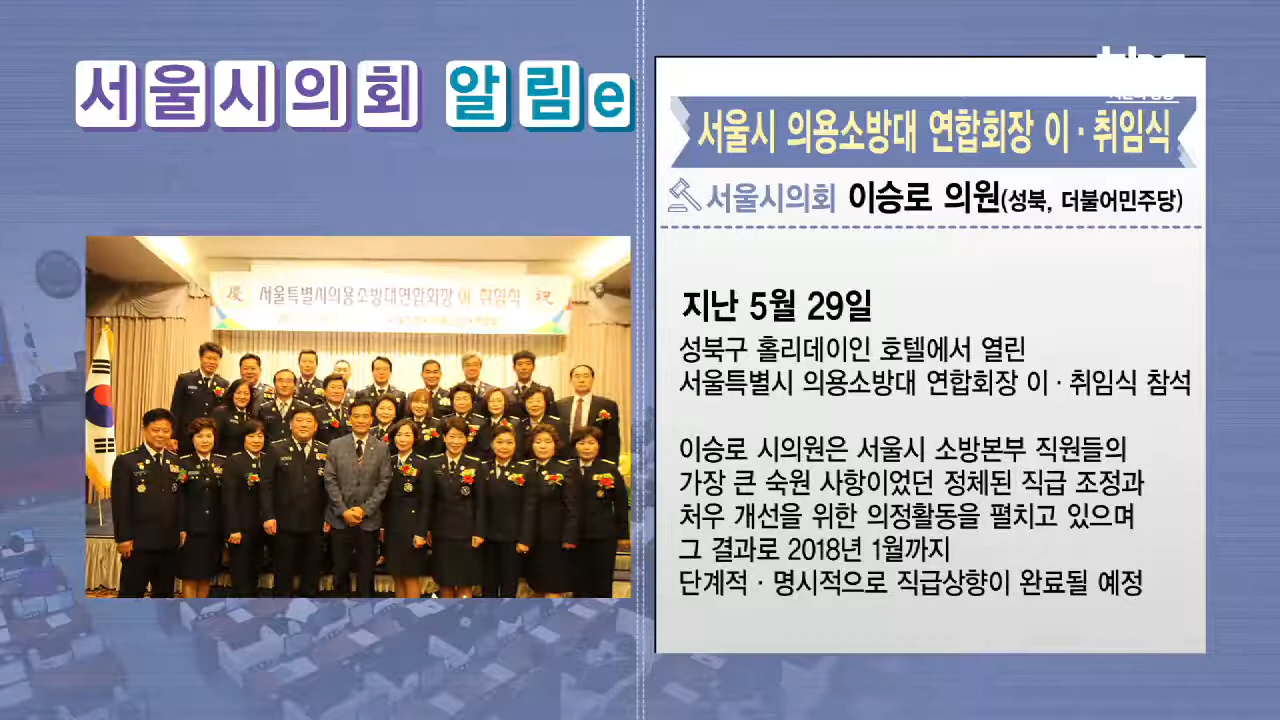 서울시의회 알림e
tbs
서울시 의용소방대 연합회장 이·취임식
서울시의회 이승로 의원(성북, 더불어민주당)
慶 서울특별시의용소방대연합회장 이 취임식 祝
지난 5월 29일
성북구 홀리데이인 호텔에서 열린
서울특별시 의용소방대 연합회장 이·취임식 참석
이승로 시의원은 서울시 소방본부 직원들의
가장 큰 숙원 사항이었던 정체된 직급 조정과
처우 개선을 위한 의정활동을 펼치고 있으며
그 결과로 2018년 1월까지
단계적·명시적으로 직급상향이 완료될 예정